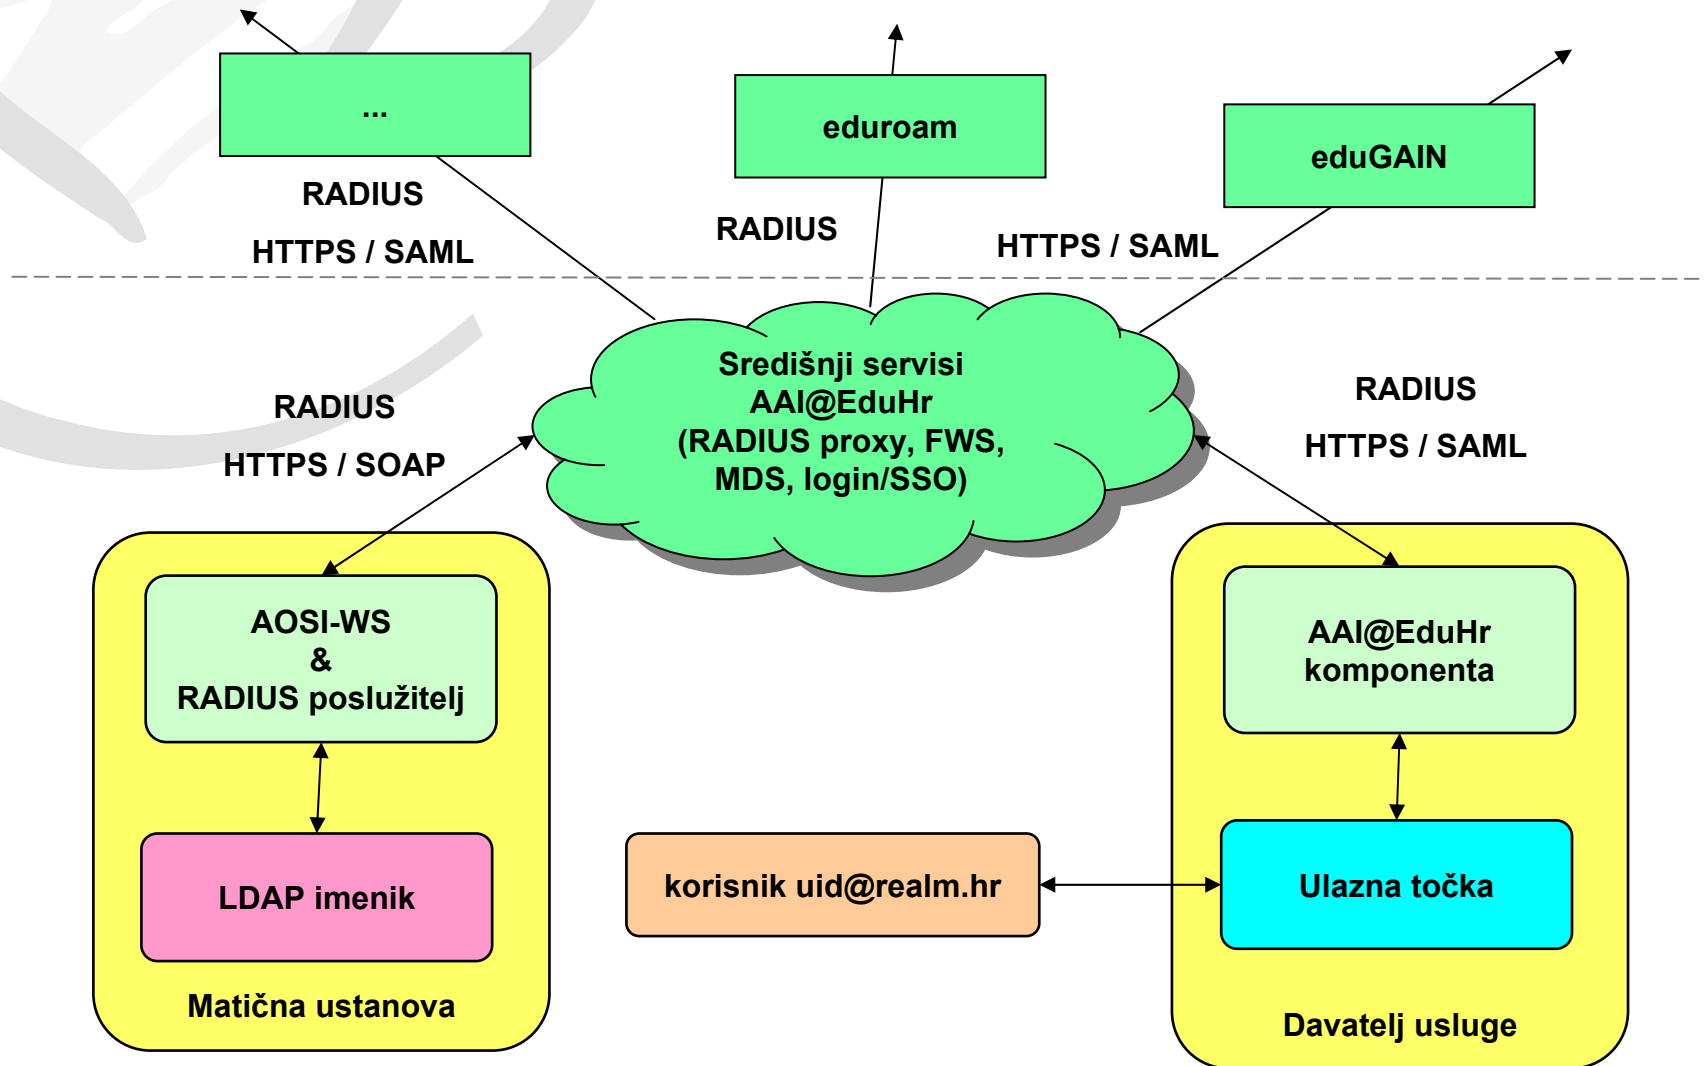 ...
eduroam
eduGAIN
RADIUS
HTTPS / SAML
RADIUS
HTTPS / SAML
Središnji servisi
AAI@EduHr
(RADIUS proxy, FWS,
MDS, login/SSO)
RADIUS
HTTPS / SOAP
RADIUS
HTTPS / SAML
AOSI-WS
&
RADIUS poslužitelj
LDAP imenik
Matična ustanova
korisnik uid@realm.hr
AAI@EduHr
komponenta
Ulazna točka
Davatelj usluge